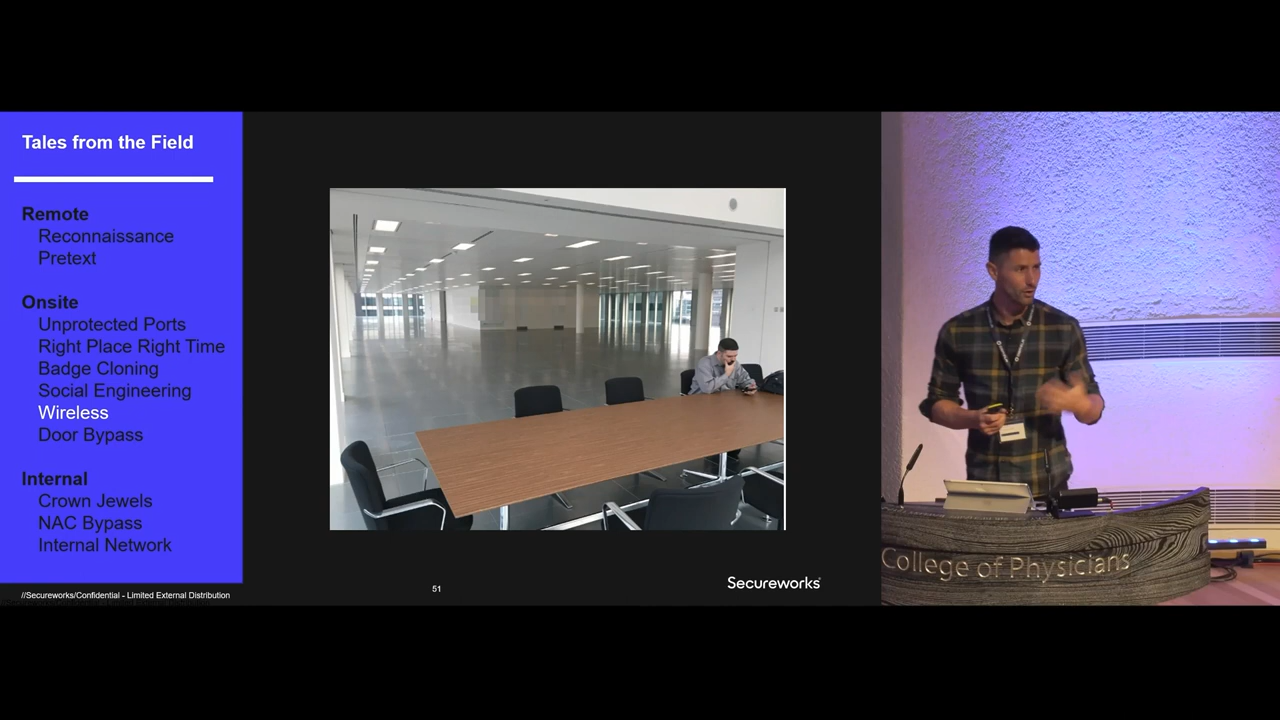 Tales from the Field
Remote
Reconnaissance
Pretext
Onsite
Unprotected Ports
Right Place Right Time
Badge Cloning
Social Engineering
Wireless
Door Bypass
Internal
Crown Jewels
NAC Bypass
Internal Network
//Secureworks/Confidential - Limited External Distribution
51
Secureworks
College of Physicians